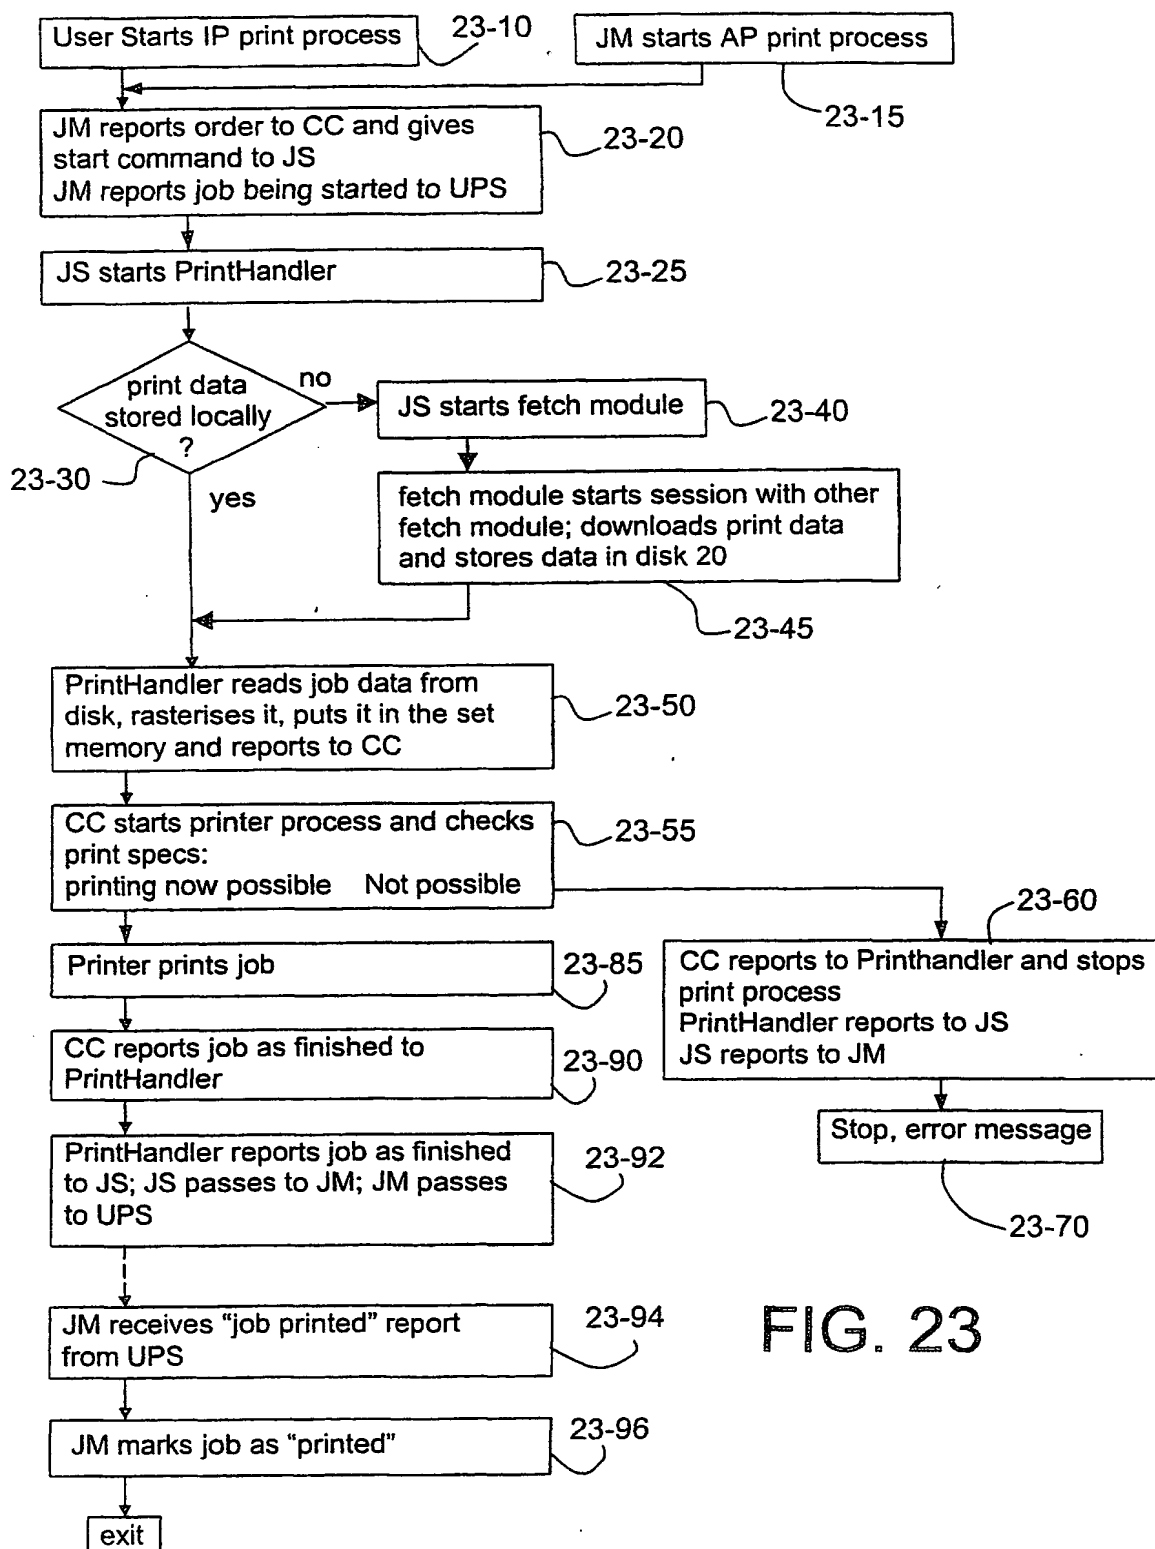 User Starts IP print process
23-10
JM starts AP print process
23-15
JM reports order to CC and gives
start command to JS
JM reports job being started to UPS
23-20
JS starts PrintHandler
23-25
print data
stored locally
?
23-30
no
yes
JS starts fetch module
23-40
fetch module starts session with other
fetch module; downloads print data
and stores data in disk 20
23-45
PrintHandler reads job data from
disk, rasterises it, puts it in the set
memory and reports to CC
23-50
CC starts printer process and checks
print specs:
printing now possible Not possible
23-55
23-60
CC reports to Printhandler and stops
print process
PrintHandler reports to JS
JS reports to JM
Stop, error message
23-70
Printer prints job
23-85
CC reports job as finished to
PrintHandler
23-90
PrintHandler reports job as finished
to JS; JS passes to JM; JM passes
to UPS
23-92
JM receives “job printed” report
from UPS
23-94
JM marks job as “printed”
23-96
exit
FIG. 23